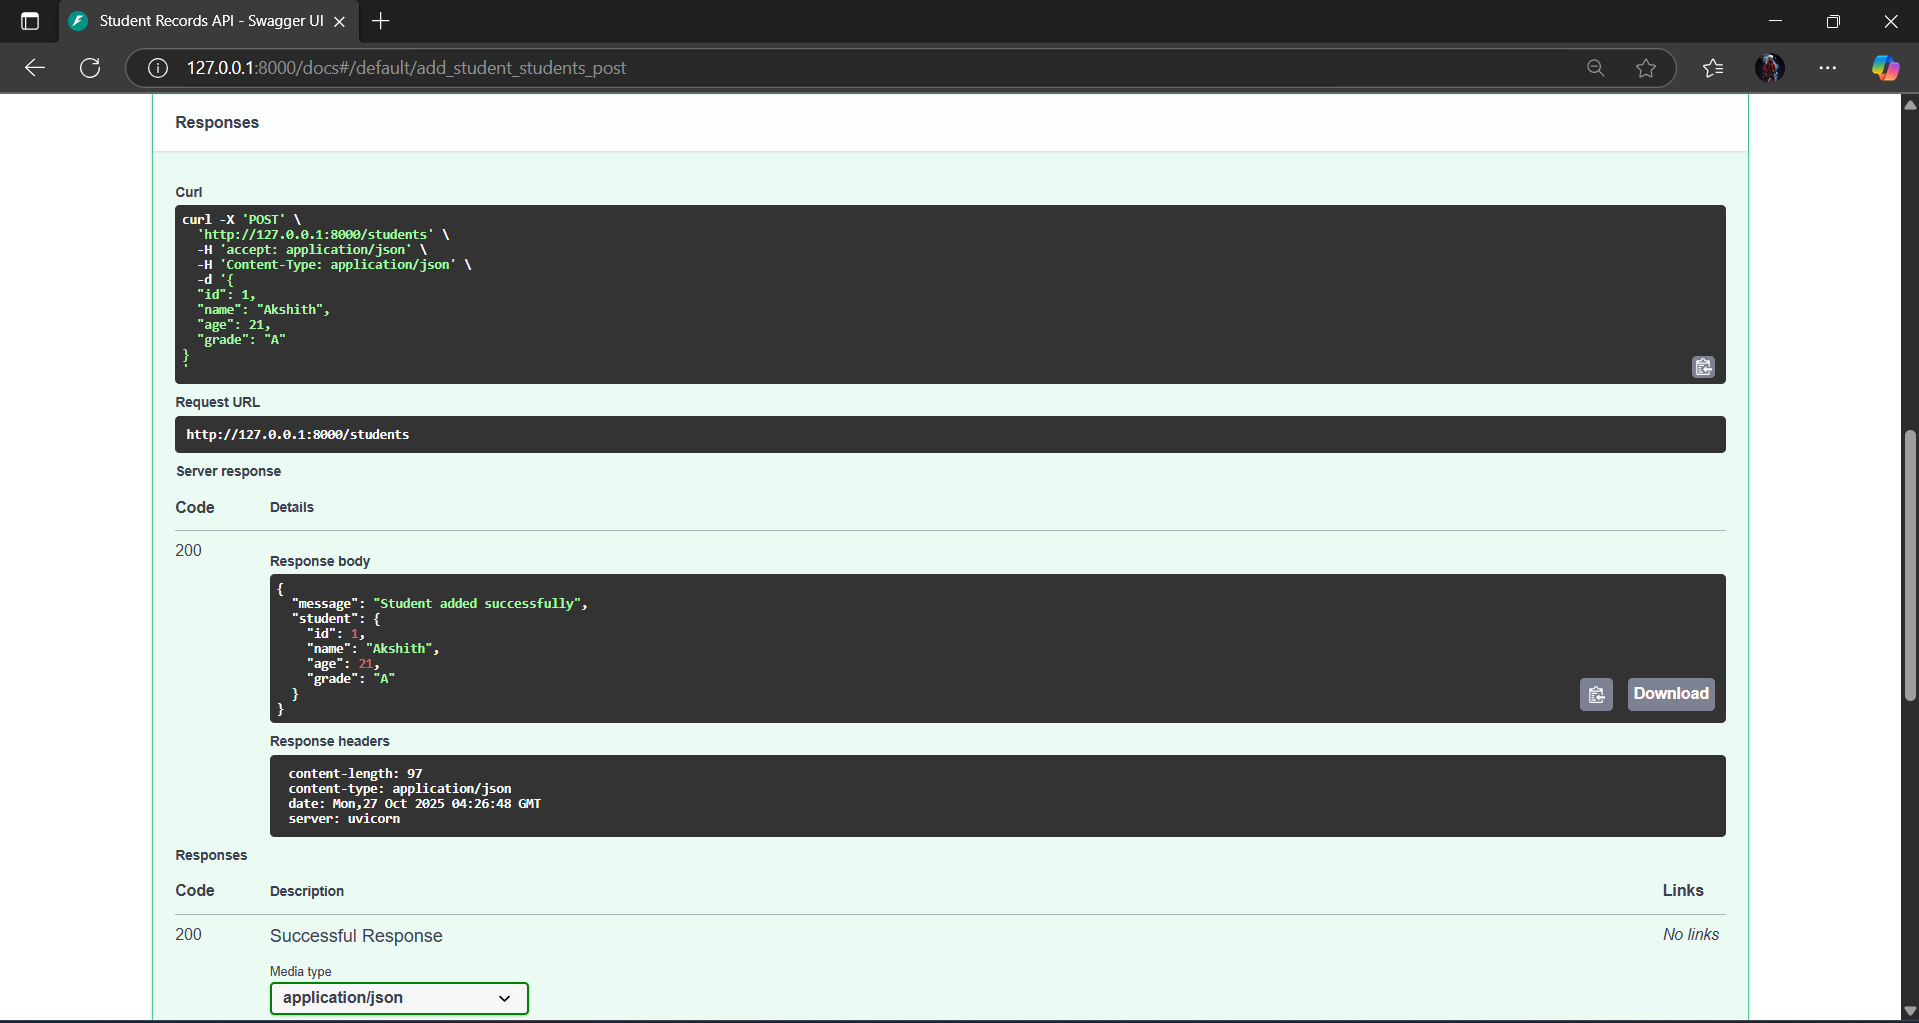 Student Records API - Swagger UI
127.0.0.1:8000/docs#/default/add_student_students_post
Responses
Curl
curl -X 'POST' \
  'http://127.0.0.1:8000/students' \
  -H 'accept: application/json' \
  -H 'Content-Type: application/json' \
  -d '{
  "id": 1,
  "name": "Akshith",
  "age": 21,
  "grade": "A"
}
'
Request URL
http://127.0.0.1:8000/students
Server response
Code Details
200
Response body
{
  "message": "Student added successfully",
  "student": {
    "id": 1,
    "name": "Akshith",
    "age": 21,
    "grade": "A"
  }
}
Download
Response headers
content-length: 97
content-type: application/json
date: Mon,27 Oct 2025 04:26:48 GMT
server: uvicorn
Responses
Code Description Links
200 Successful Response No links
Media type
application/json